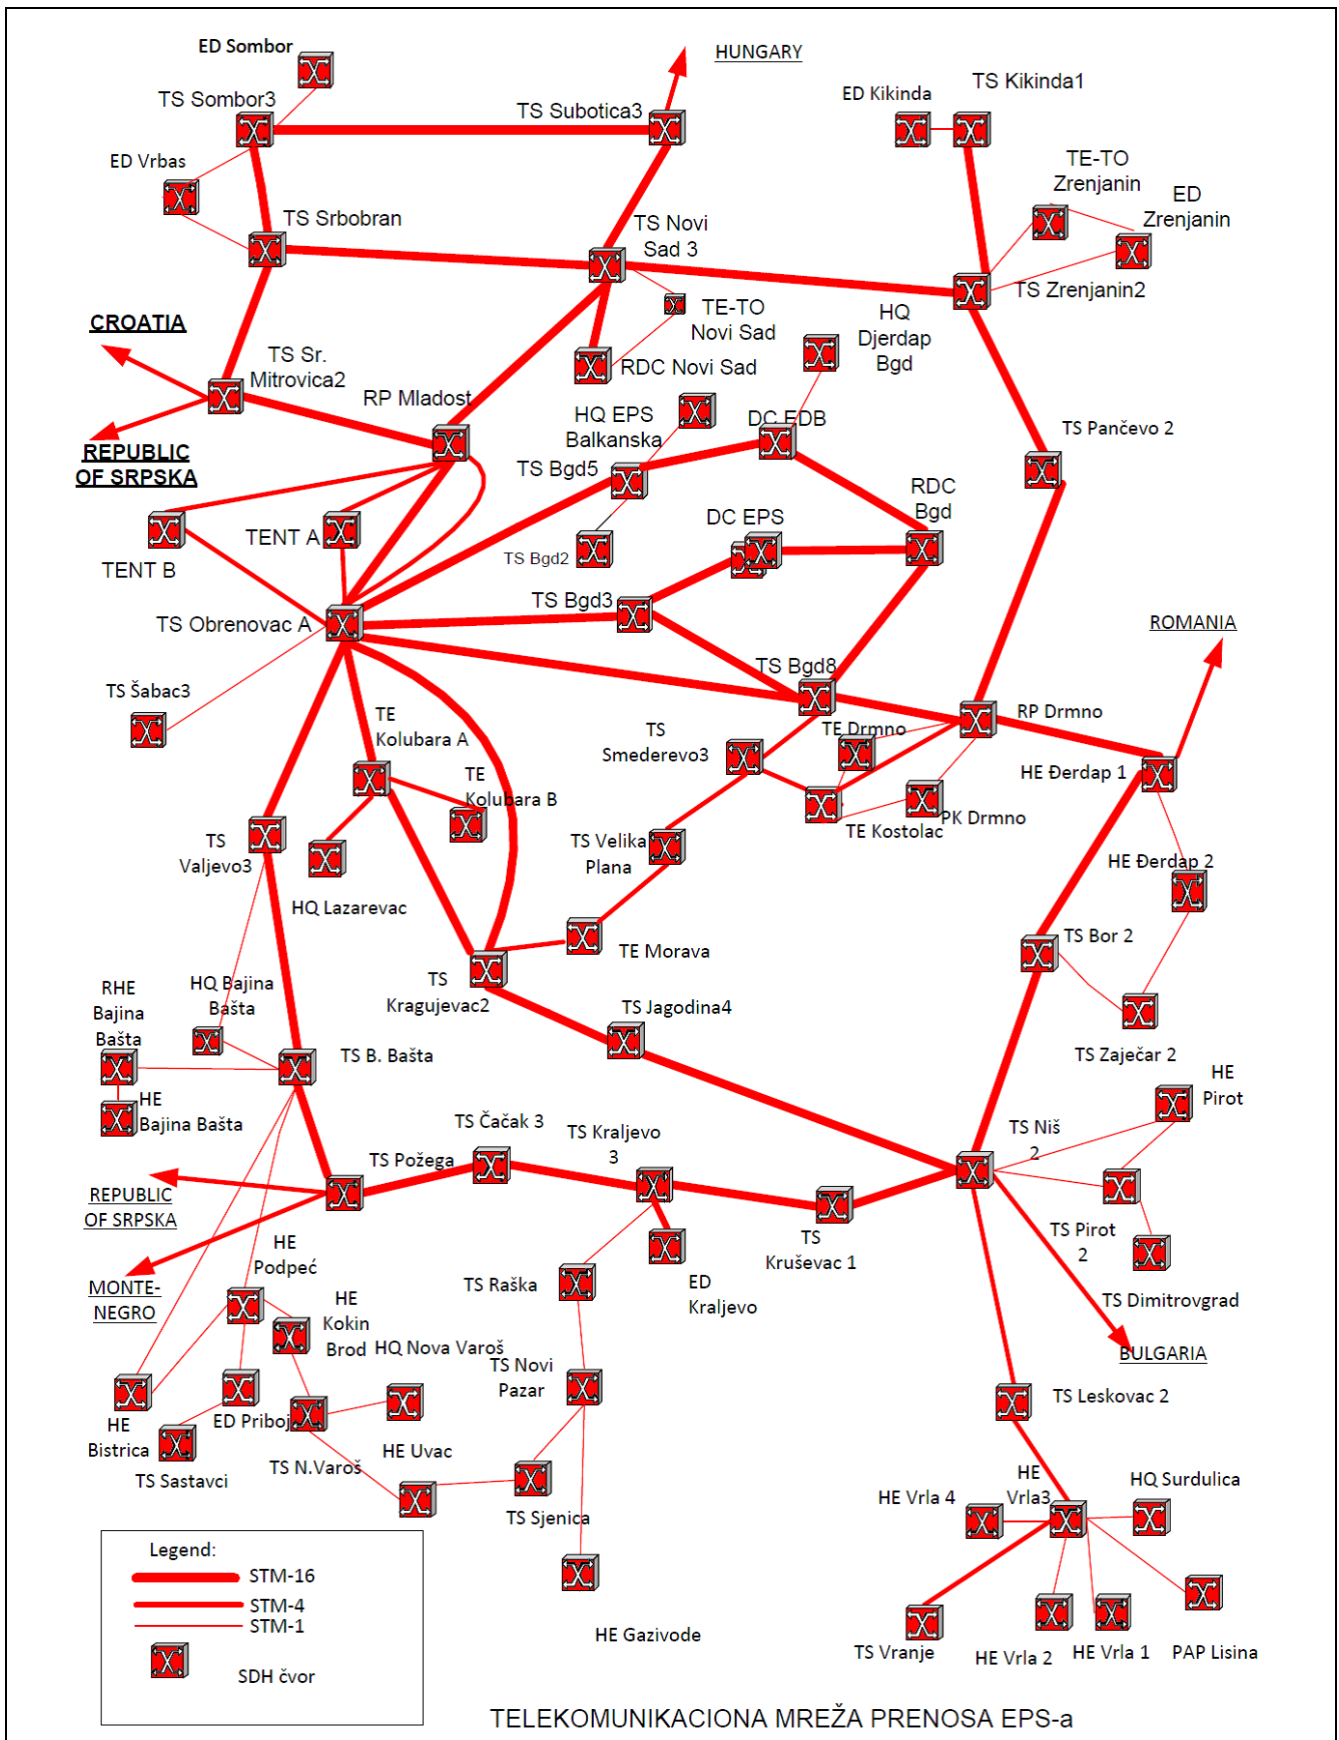 ED Sombor
HUNGARY
TS Sombor3
TS Subotica3
ED Kikinda
TS Kikinda1
ED Vrbas
TE-TO
Zrenjanin
ED
Zrenjanin
TS Srbobran
TS Novi
Sad 3
TS Zrenjanin2
CROATIA
TE-TO
Novi Sad
HQ
Djerdap
Bgd
TS Sr.
Mitrovica2
RDC Novi Sad
RP Mladost
HQ EPS
Balkanska
DC EDB
TS Pančevo 2
REPUBLIC
OF SRPSKA
TS Bgd5
RDC
Bgd
TENT A
DC EPS
TENT B
TS Bgd2
TS Obrenovac A
TS Bgd3
ROMANIA
TS Bgd8
TS Šabac3
RP Drmno
TE
Kolubara A
TS
Smederevo3
TE Drmno
HE Đerdap 1
TE
Kolubara B
TE Kostolac
PK Drmno
TS
Valjevo3
TS Velika
Plana
HE Đerdap 2
HQ Lazarevac
TE Morava
TS Bor 2
RHE
Bajina
Bašta
HQ Bajina
Bašta
TS
Kragujevac2
TS Jagodina4
TS B. Bašta
TS Zaječar 2
HE
Bajina Bašta
HE
Pirot
TS Čačak 3
TS Kraljevo
3
TS Niš
2
TS Požega
REPUBLIC
OF SRPSKA
TS
Kruševac 1
TS Pirot
2
HE
Podpeć
TS Raška
ED
Kraljevo
MONTE-
NEGRO
HE
Kokin
Brod
TS Dimitrovgrad
HQ Nova Varoš
BULGARIA
TS Novi
Pazar
TS Leskovac 2
HE
Bistrica
ED Priboj
TS Sastavci
TS N.Varoš
HE Uvac
TS Sjenica
HE Vrla 4
HE
Vrla3
HQ Surdulica
Legend:
STM-16
STM-4
STM-1
SDH čvor
HE Gazivode
TS Vranje
HE Vrla 2
HE Vrla 1
PAP Lisina
TELEKOMUNIKACIONA MREŽA PRENOSA EPS-a